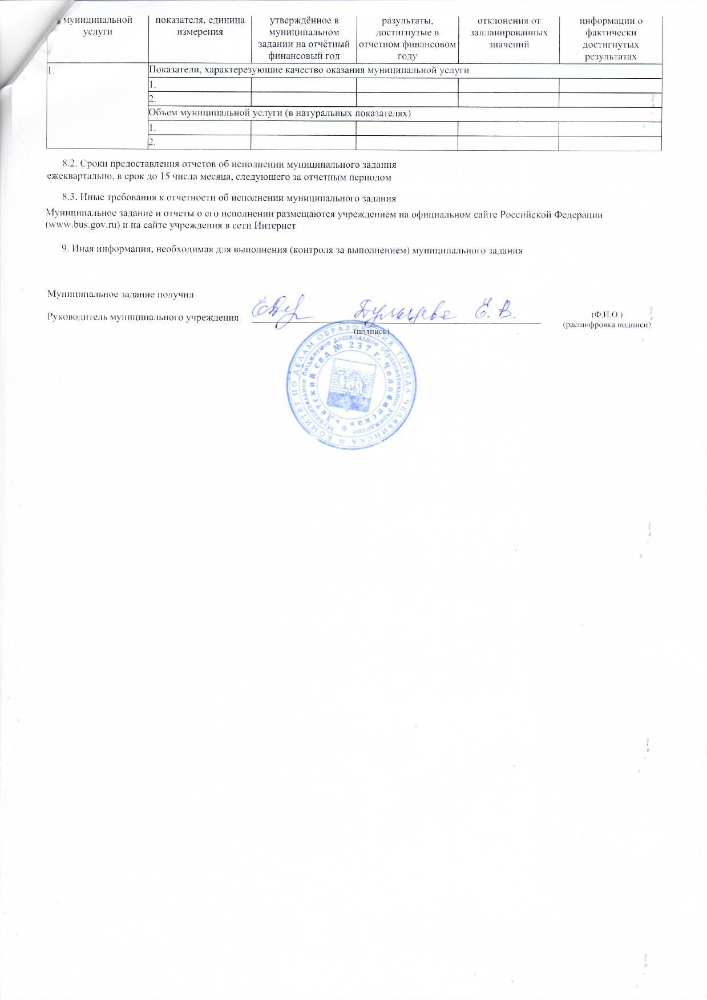 муниципальной услуги
показателя, единица измерения
утверждённое в муниципальном задании на отчётный финансовый год
разультаты, достигнутые в отчетном финансовом году
отклонения от запланированных значений
информации о фактически достигнутых результатах
1.
Показатели, характерезующие качество оказания муниципальной услуги
1.
2.
Объем муниципальной услуги (в натуральных показателях)
1.
2.
8.2. Сроки предоставления отчетов об исполнении муниципального задания
ежеквартально, в срок до 15 числа месяца, следующего за отчетным периодом
8.3. Иные требования к отчетности об исполнении муниципального задания
Муниципальное задание и отчеты о его исполнении размещаются учреждением на официальном сайте Российской Федерации
(www.bus.gov.ru) и на сайте учреждения в сети Интернет
9. Иная информация, необходимая для выполнения (контроля за выполнением) муниципального задания
Муниципальное задание получил
Руководитель муниципального учреждения
Е. В.
(Ф.И.О.)
(подпись)
(расшифровка подписи)
КОМИТЕТ ПО ДЕЛАМ ОБРАЗОВАНИЯ ГОРОДА ЧЕЛЯБИНСКА *
Муниципальное бюджетное дошкольное образовательное учреждение *
«Детский сад № 237 г. Челябинска»